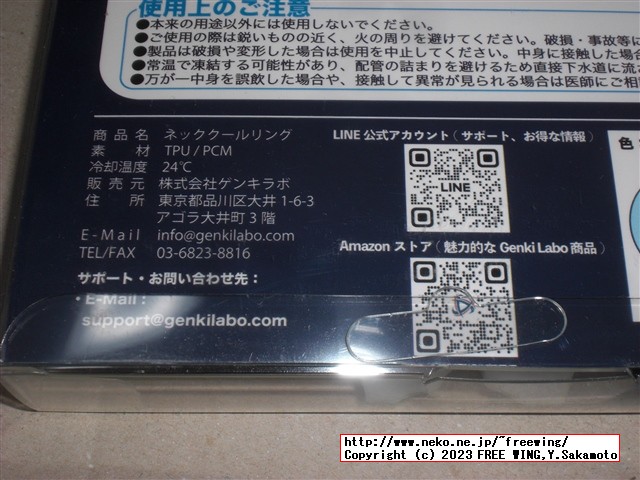 使用上のご注意
●本来の用途以外には使用しないでください。
●ご使用の際は鋭いものの近く、火の周りを避けてください。破損・事故等に
●製品は破損や変形した場合は使用を中止してください。中身に接触した場合
●常温で凍結する可能性があり、配管の詰まりを避けるため直接下水道に流
●万が一中身を誤飲した場合や、接触して異常が見られる場合は医師にご相
商品名 ネッククールリング
素材 TPU / PCM
冷却温度 24℃
販売元 株式会社ゲンキラボ
住所 東京都品川区大井 1-6-3
アゴラ大井町 3 階
E-Mail info@genkilabo.com
TEL/FAX 03-6823-8816
サポート・お問い合わせ先：
・E-Mail：
support@genkilabo.com
LINE 公式アカウント（サポート、お得な情報）
LINE
Amazon ストア（魅力的な Genki Labo 商品）
色
http://www.neko.ne.jp/~freewing/
Copyright (c) 2023 FREE WING,Y.Sakamoto